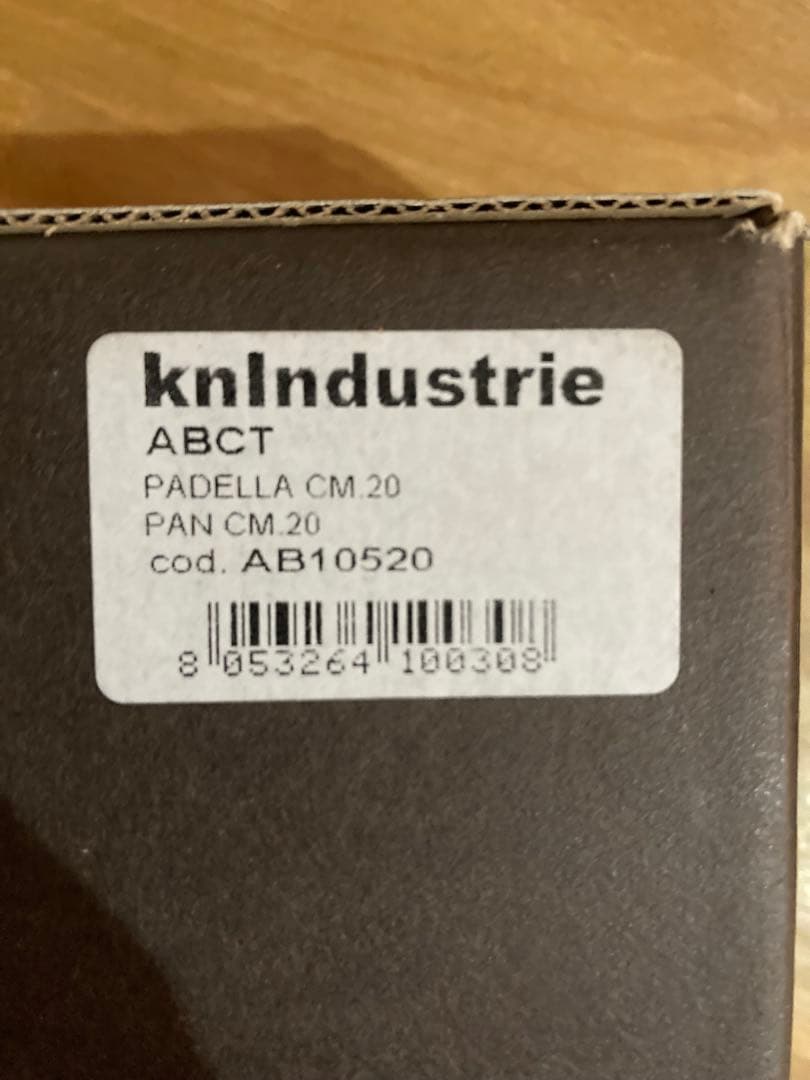 knIndustrie
ABCT
PADELLA CM.20
PAN CM.20
cod. AB10520
8 053264 100308